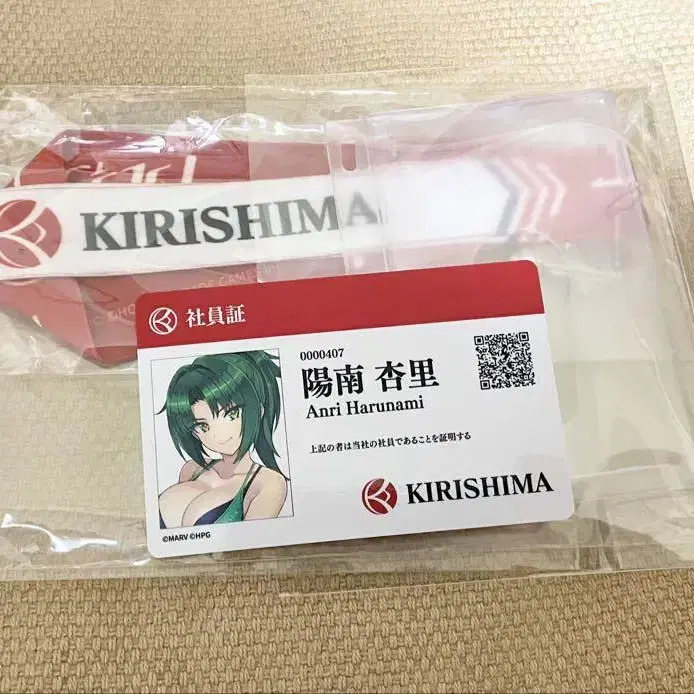 KIRISHIMA
社員証
0000407
陽南 杏里
Anri Harunami
上記の者は当社の社員であることを証明する
KIRISHIMA
©MARV ©HPG